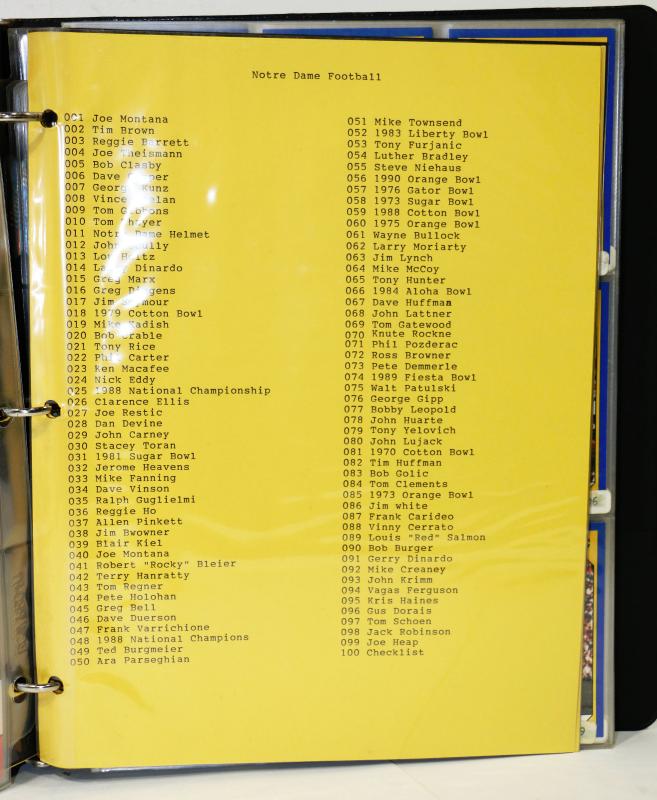 Notre Dame Football
001 Joe Montana
002 Tim Brown
003 Reggie Barrett
004 Joe Theismann
005 Bob Clasby
006 Dave
007 George Kunz
008 Vince
009 Tom
010 Tom
011 Notre Dame Helmet
012 John
013 Lou Holtz
014 Larry Dinardo
015 Greg Marx
016 Greg Dingens
017 Jim Seymour
018 1979 Cotton Bowl
019 Mike Kadish
020 Bob Crable
021 Tony Rice
022 Phil Carter
023 Ken Macafee
024 Nick Eddy
025 1988 National Championship
026 Clarence Ellis
027 Joe Restic
028 Dan Devine
029 John Carney
030 Stacey Toran
031 1981 Sugar Bowl
032 Jerome Heavens
033 Mike Fanning
034 Dave Vinson
035 Ralph Guglielmi
036 Reggie Ho
037 Allen Pinkett
038 Jim Bwowner
039 Blair Kiel
040 Joe Montana
041 Robert "Rocky" Bleier
042 Terry Hanratty
043 Tom Regner
044 Pete Holohan
045 Greg Bell
046 Dave Duerson
047 Frank Varrichione
048 1988 National Champions
049 Ted Burgmeier
050 Ara Parseghian
051 Mike Townsend
052 1983 Liberty Bowl
053 Tony Furjanic
054 Luther Bradley
055 Steve Niehaus
056 1990 Orange Bowl
057 1976 Gator Bowl
058 1973 Sugar Bowl
059 1988 Cotton Bowl
060 1975 Orange Bowl
061 Wayne Bullock
062 Larry Moriarty
063 Jim Lynch
064 Mike McCoy
065 Tony Hunter
066 1984 Aloha Bowl
067 Dave Huffman
068 John Lattner
069 Tom Gatewood
070 Knute Rockne
071 Phil Pozderac
072 Ross Browner
073 Pete Demmerle
074 1989 Fiesta Bowl
075 Walt Patulski
076 George Gipp
077 Bobby Leopold
078 John Huarte
079 Tony Yelovich
080 John Lujack
081 1970 Cotton Bowl
082 Tim Huffman
083 Bob Golic
084 Tom Clements
085 1973 Orange Bowl
086 Jim white
087 Frank Carideo
088 Vinny Cerrato
089 Louis "Red" Salmon
090 Bob Burger
091 Gerry Dinardo
092 Mike Creaney
093 John Krimm
094 Vagas Ferguson
095 Kris Haines
096 Gus Dorais
097 Tom Schoen
098 Jack Robinson
099 Joe Heap
100 Checklist